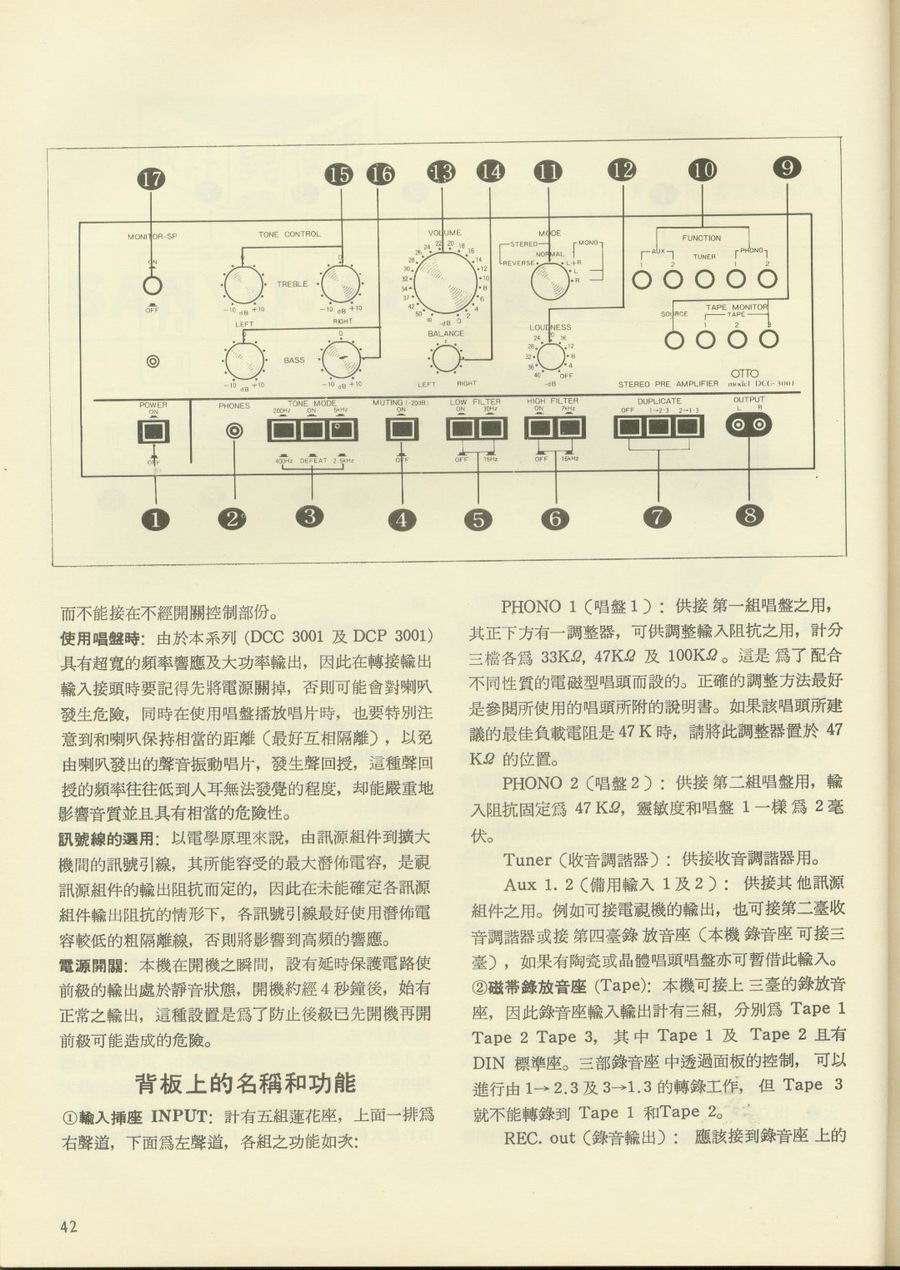 17 15 16 13 14 11 12 10 9
MONITOR-SP
ON
OFF
TONE CONTROL
TREBLE
-10 dB +10
-10 dB +10
LEFT
RIGHT
BASS
-10 dB +10
-10 dB +10
VOLUME
BALANCE
LEFT RIGHT
MODE
STEREO
MONO
NORMAL
REVERSE
L+R
L
R
LOUDNESS
OFF
-dB
FUNCTION
AUX
TUNER
PHONO
1 2 1 2
TAPE MONITOR
SOURCE
TAPE
1 2 3
OTTO
STEREO PRE AMPLIFIER model DCC-3001
POWER
ON
OFF
PHONES
TONE MODE
200Hz ON 5kHz
400Hz DEFEAT 2.5kHz
MUTING (-20dB)
ON
OFF
LOW FILTER
ON 30Hz
OFF 15Hz
HIGH FILTER
ON 7kHz
OFF 15kHz
DUPLICATE
OFF 1→2·3 2→1·3
OUTPUT
L R
1 2 3 4 5 6 7 8
而不能接在不經開關控制部份。
使用唱盤時：由於本系列 (DCC 3001 及 DCP 3001)
具有超寬的頻率響應及大功率輸出，因此在轉接輸出
輸入接頭時要記得先將電源關掉，否則可能會對喇叭
發生危險，同時在使用唱盤播放唱片時，也要特別注
意到和喇叭保持相當的距離（最好互相隔離），以免
由喇叭發出的聲音振動唱片，發生聲回授，這種聲回
授的頻率往往低到人耳無法發覺的程度，却能嚴重地
影響音質並且具有相當的危險性。
訊號線的選用：以電學原理來說，由訊源組件到擴大
機間的訊號引線，其所能容受的最大潛佈電容，是視
訊源組件的輸出阻抗而定的，因此在未能確定各訊源
組件輸出阻抗的情形下，各訊號引線最好使用潛佈電
容較低的粗隔離線，否則將影響到高頻的響應。
電源開關：本機在開機之瞬間，設有延時保護電路使
前級的輸出處於靜音狀態，開機約經 4 秒鐘後，始有
正常之輸出，這種設置是爲了防止後級已先開機再開
前級可能造成的危險。
背板上的名稱和功能
①輸入揷座 INPUT：計有五組蓮花座，上面一排爲
右聲道，下面爲左聲道，各組之功能如次：
PHONO 1（唱盤 1）：供接 第一組唱盤之用，
其正下方有一調整器，可供調整輸入阻抗之用，計分
三檔各爲 33KΩ, 47KΩ 及 100KΩ。這是 爲了 配合
不同性質的電磁型唱頭而設的。正確的調整方法最好
是參閱所使用的唱頭所附的說明書。如果該唱頭所建
議的最佳負載電阻是 47 K 時，請將此調整器置於 47
KΩ 的位置。
PHONO 2（唱盤 2）：供接 第二組唱盤用，輸
入阻抗固定爲 47 KΩ，靈敏度和唱盤 1 一樣 爲 2 毫
伏。
Tuner（收音調諧器）：供接收音調諧器用。
Aux 1. 2（備用輸入 1 及 2）： 供接其 他訊源
組件之用。例如可接電視機的輸出，也可接第二臺收
音調諧器或接 第四臺錄 放音座（本機 錄音座 可接三
臺），如果有陶瓷或晶體唱頭唱盤亦可暫借此輸入。
②磁帶錄放音座 (Tape)：本機可接上 三臺的錄放音
座，因此錄音座輸入輸出計有三組，分別爲 Tape 1
Tape 2 Tape 3， 其 中 Tape 1 及 Tape 2 且有
DIN 標準座。三部錄音座 中透過面板的控制， 可以
進行由 1→ 2.3 及 3→1.3 的轉錄工作， 但 Tape 3
就不能轉錄到 Tape 1 和Tape 2。
REC. out（錄音輸出）： 應該接到錄音座 上的
42